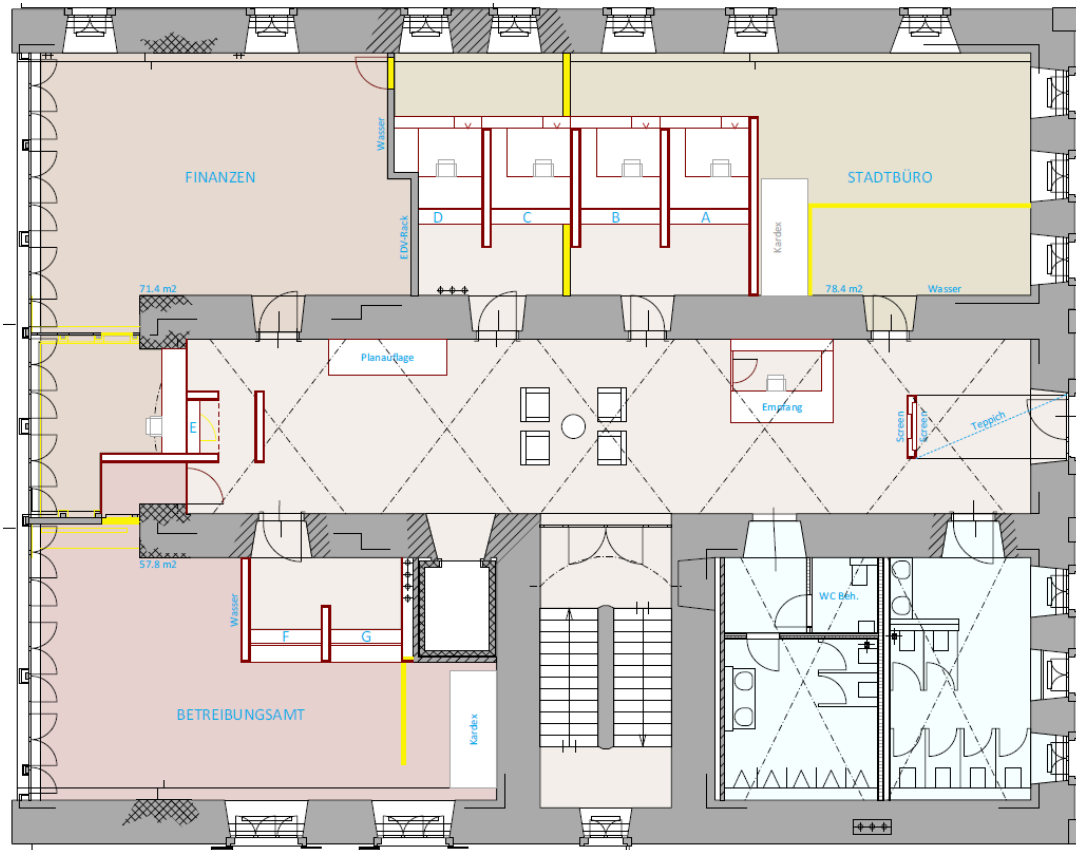 Wasser
FINANZEN
STADTBÜRO
D
C
B
A
EDV-Rack
Kardex
71.4 m2
78.4 m2
Wasser
Planauflage
Empfang
E
Screen
Screen
Teppich
57.8 m2
Wasser
WC Beh.
F
G
BETREIBUNGSAMT
Kardex